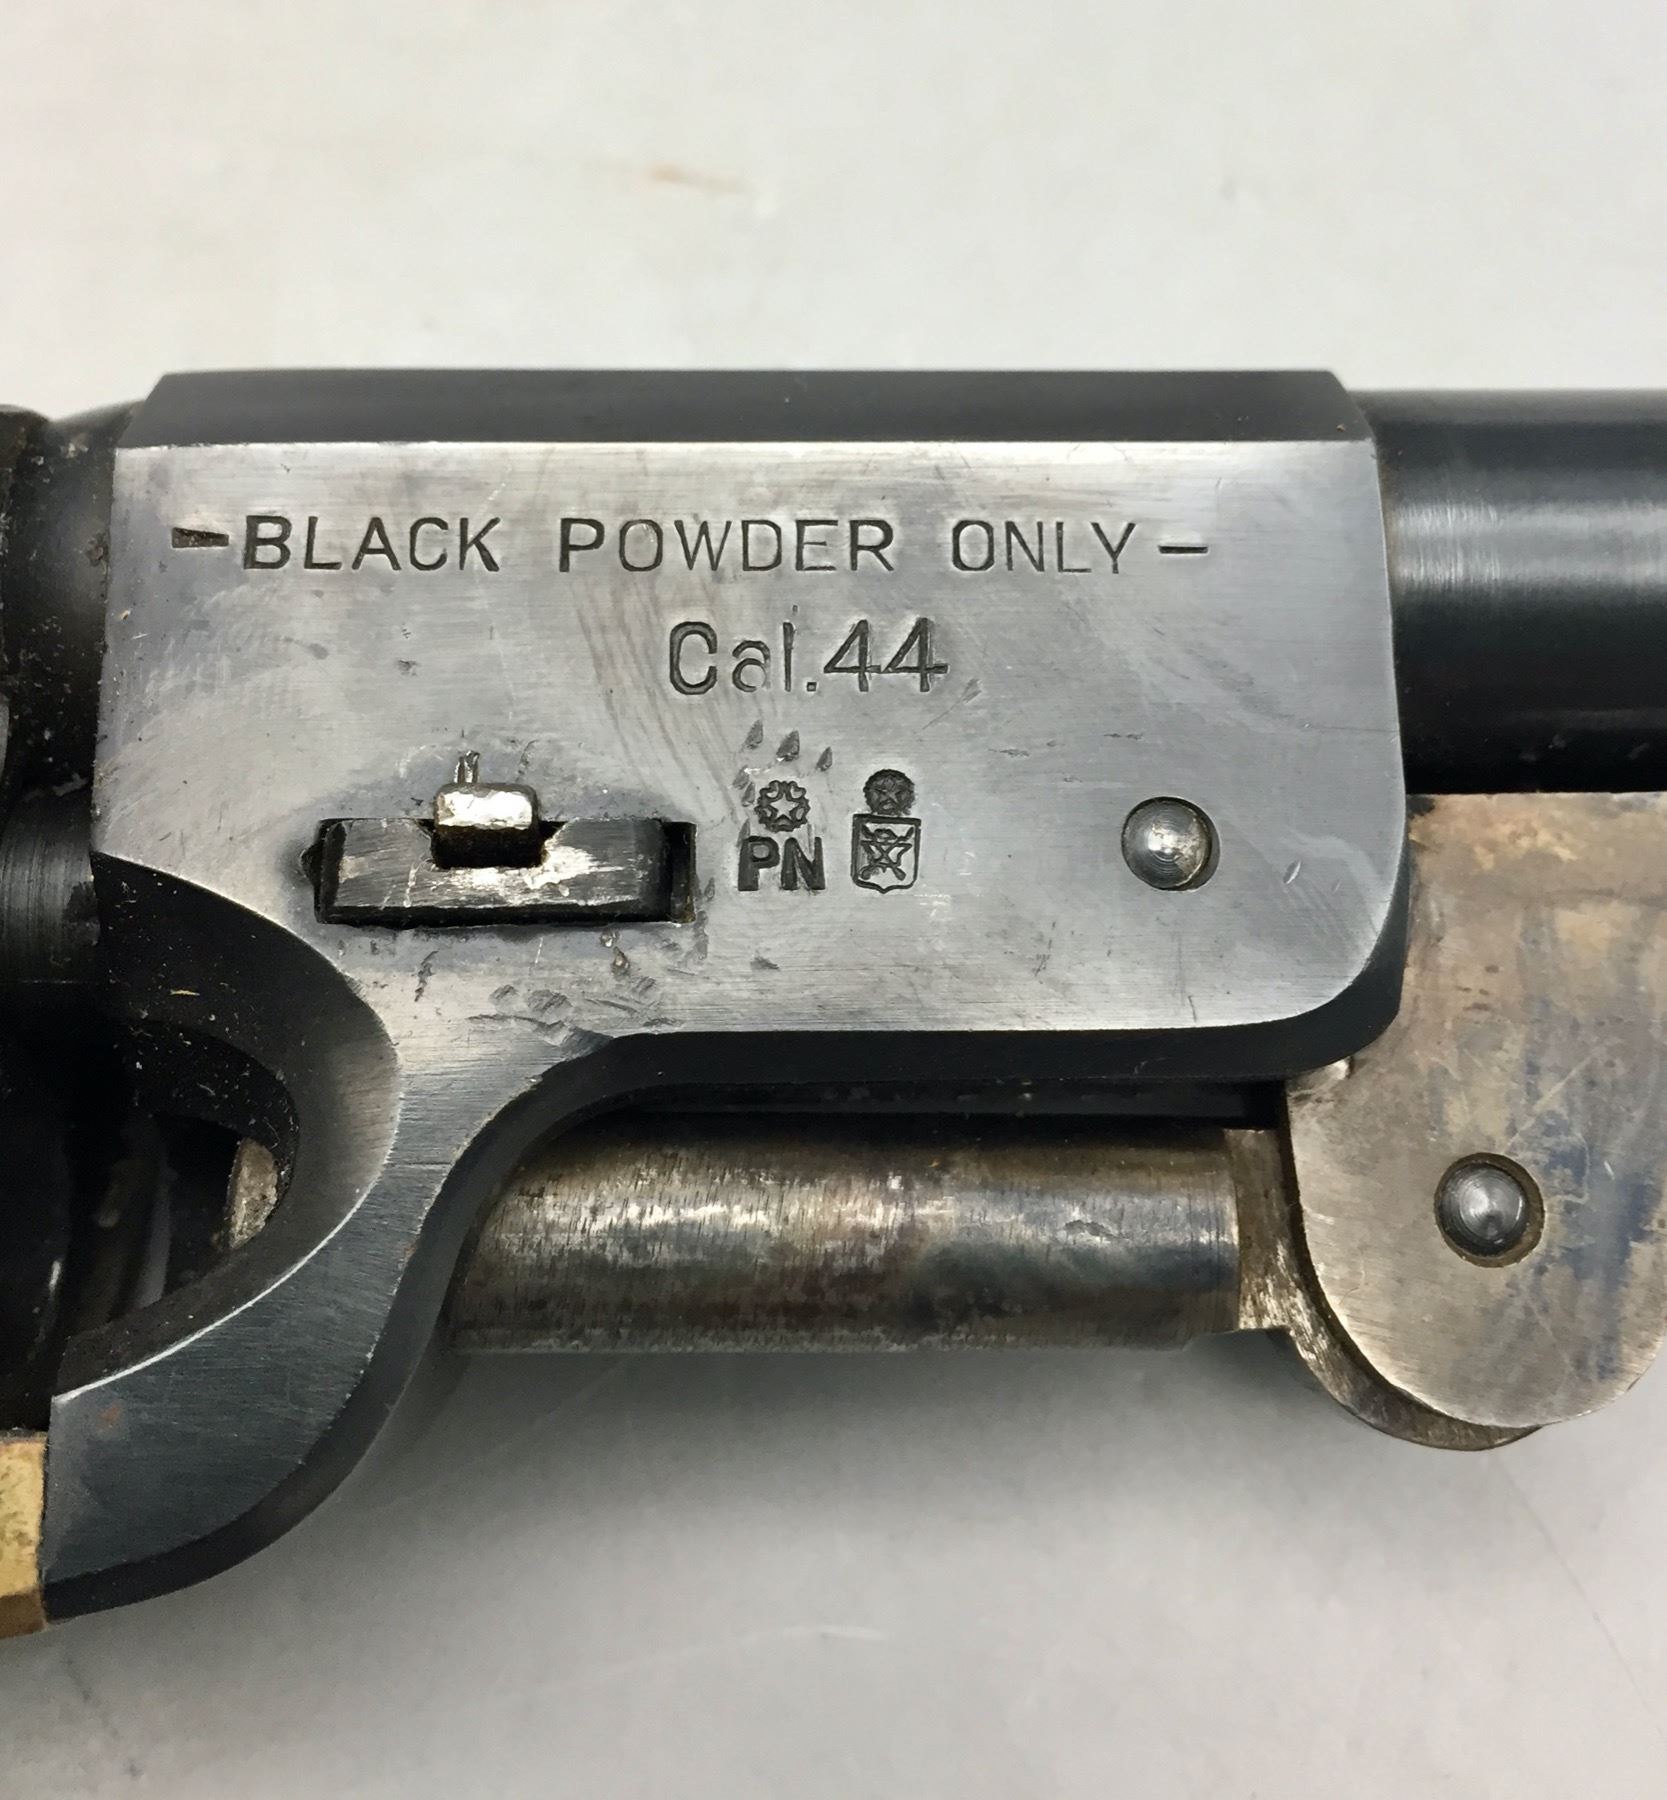 -BLACK POWDER ONLY-
Cal.44
PN